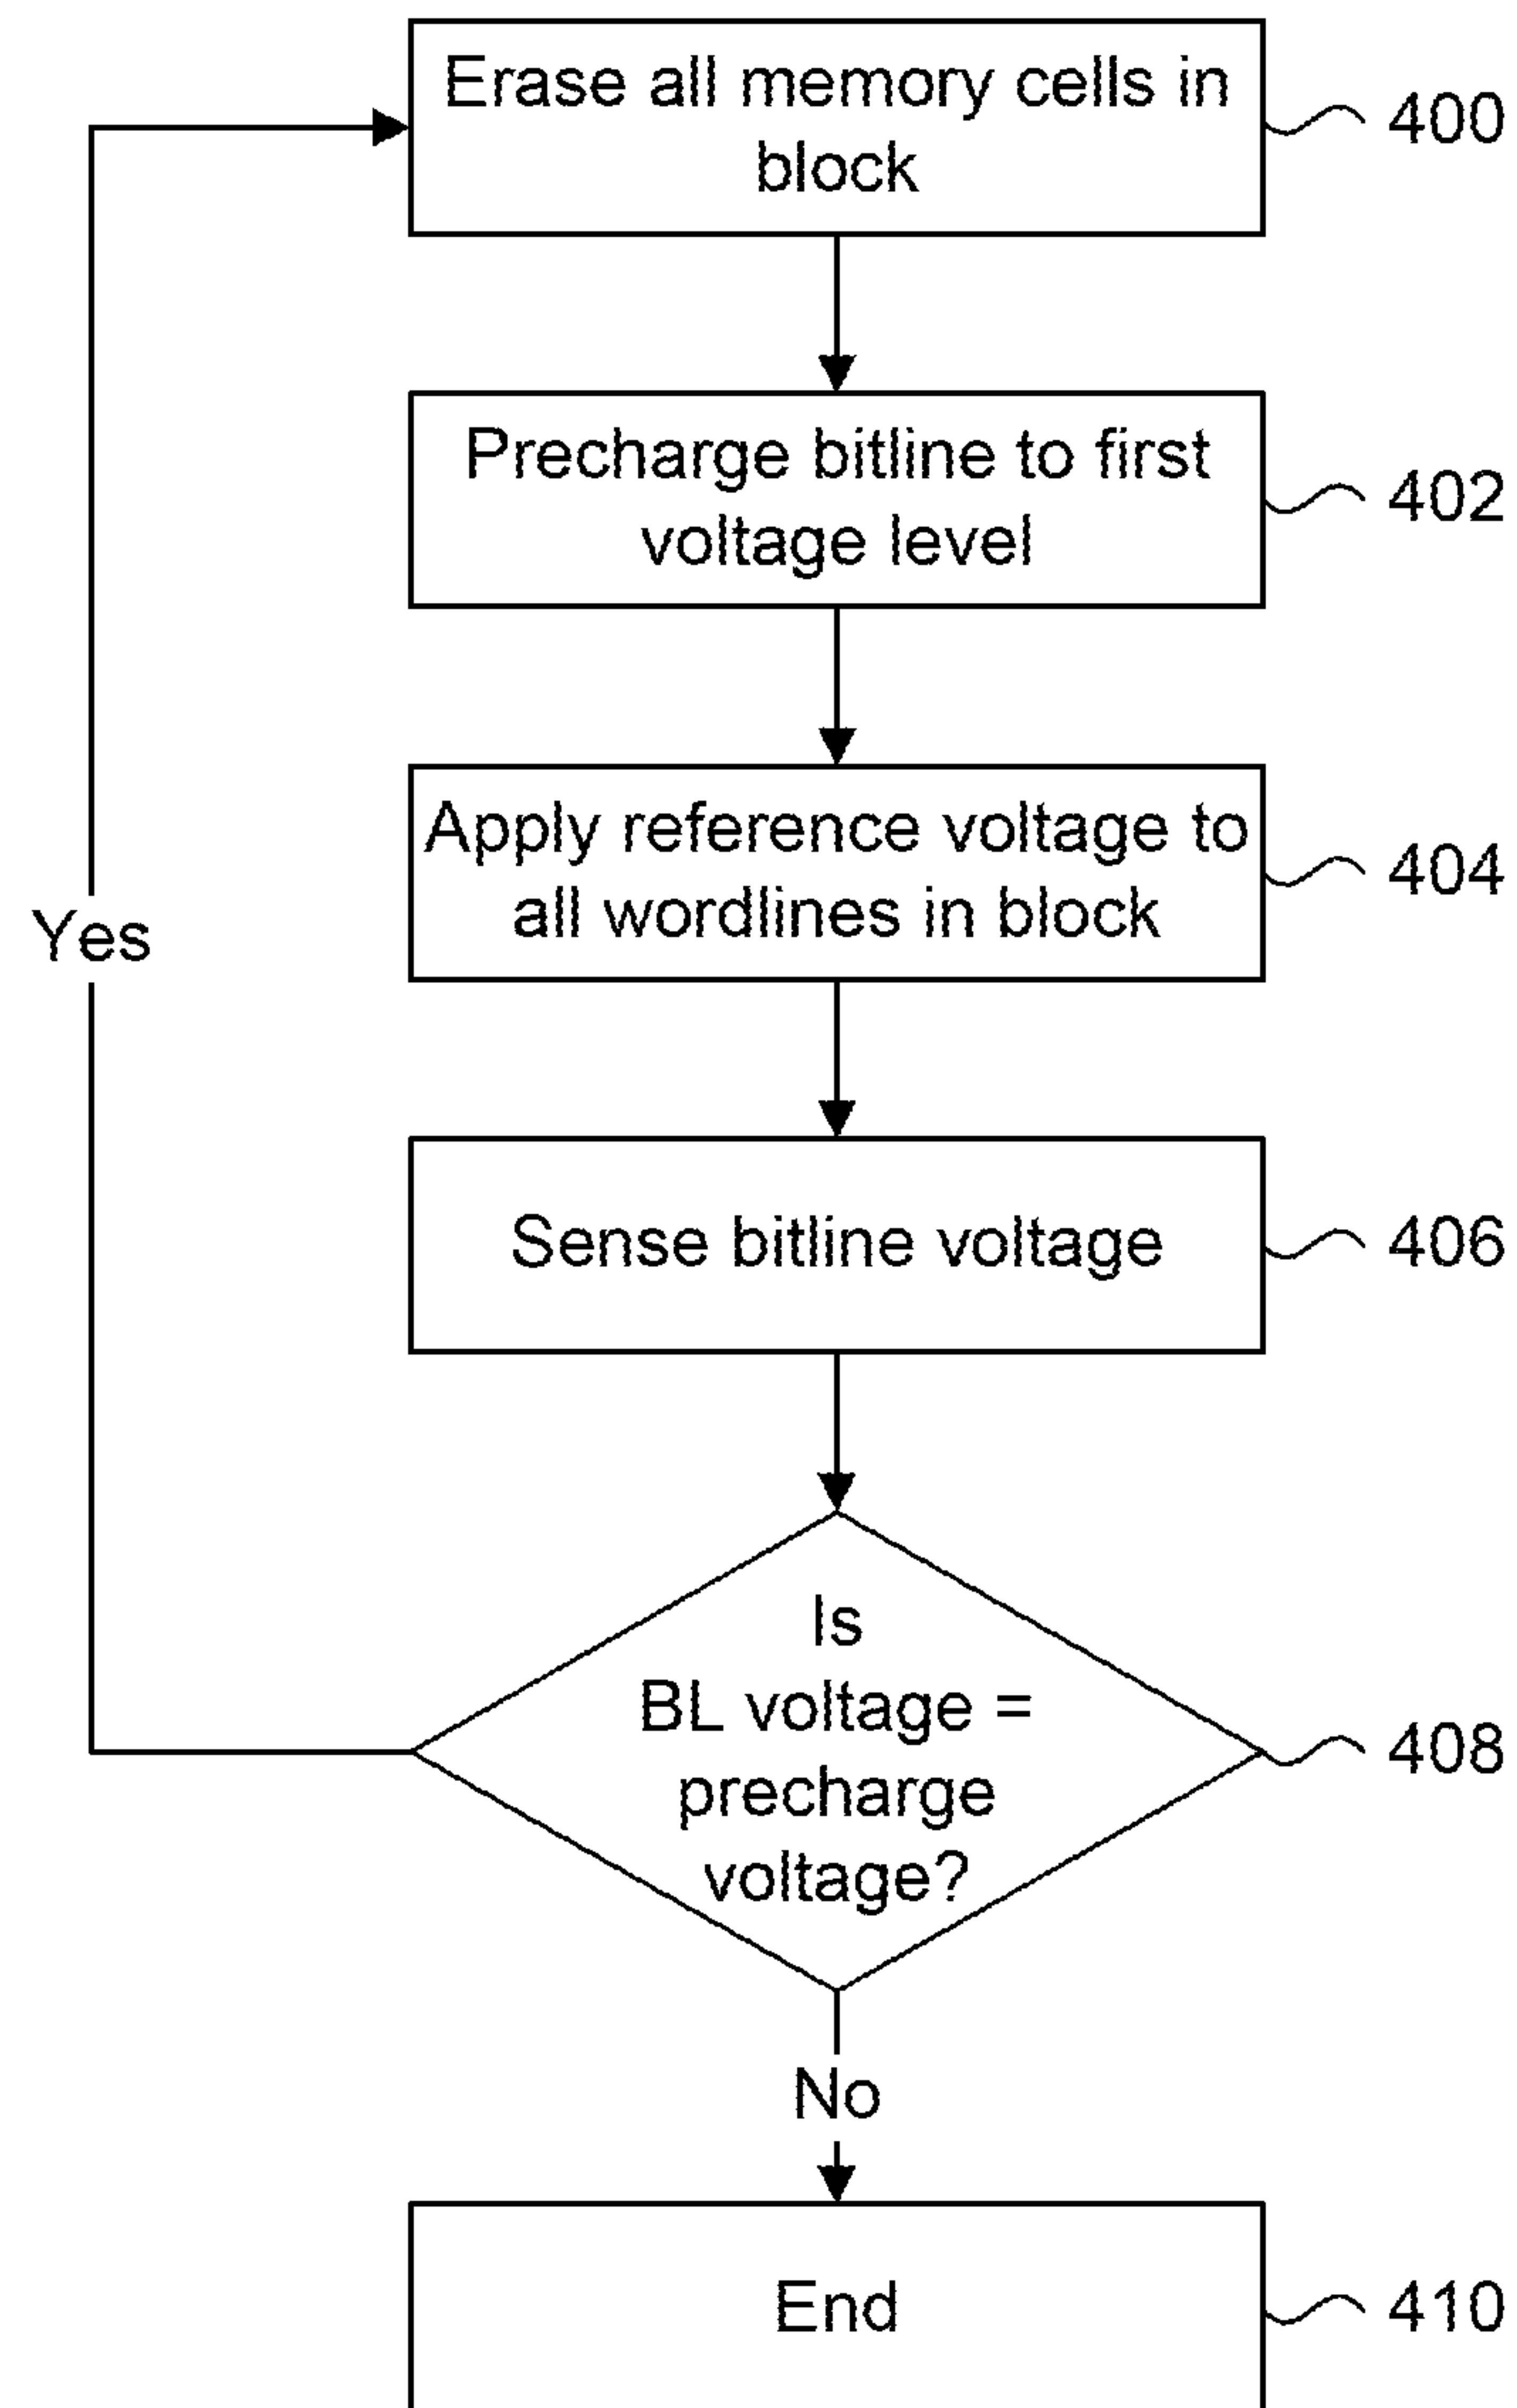 Erase all memory cells in
block
400
Precharge bitline to first
voltage level
402
Apply reference voltage to
all wordlines in block
404
Yes
Sense bitline voltage
406
Is
BL voltage =
precharge
voltage?
408
No
End
410